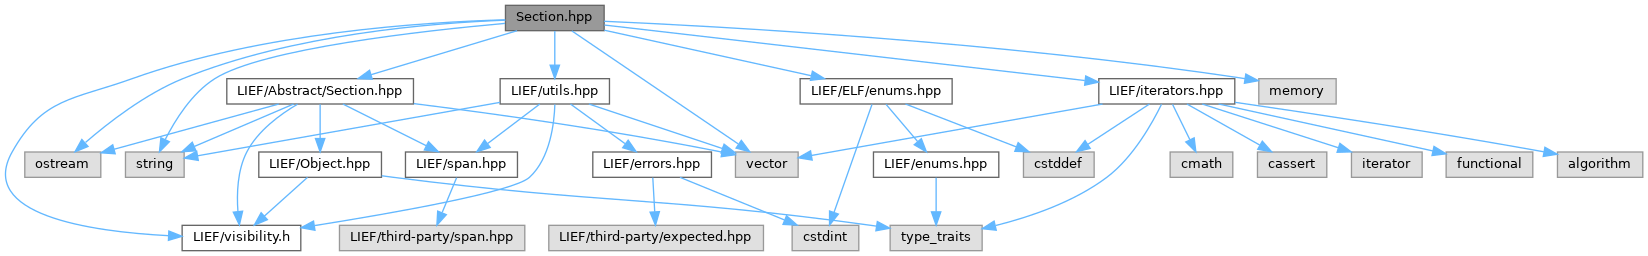 Section.hpp
LIEF/Abstract/Section.hpp
LIEF/utils.hpp
LIEF/ELF/enums.hpp
LIEF/iterators.hpp
memory
ostream
string
LIEF/Object.hpp
LIEF/span.hpp
LIEF/errors.hpp
vector
LIEF/enums.hpp
cstddef
cmath
cassert
iterator
functional
algorithm
LIEF/visibility.h
LIEF/third-party/span.hpp
LIEF/third-party/expected.hpp
cstdint
type_traits